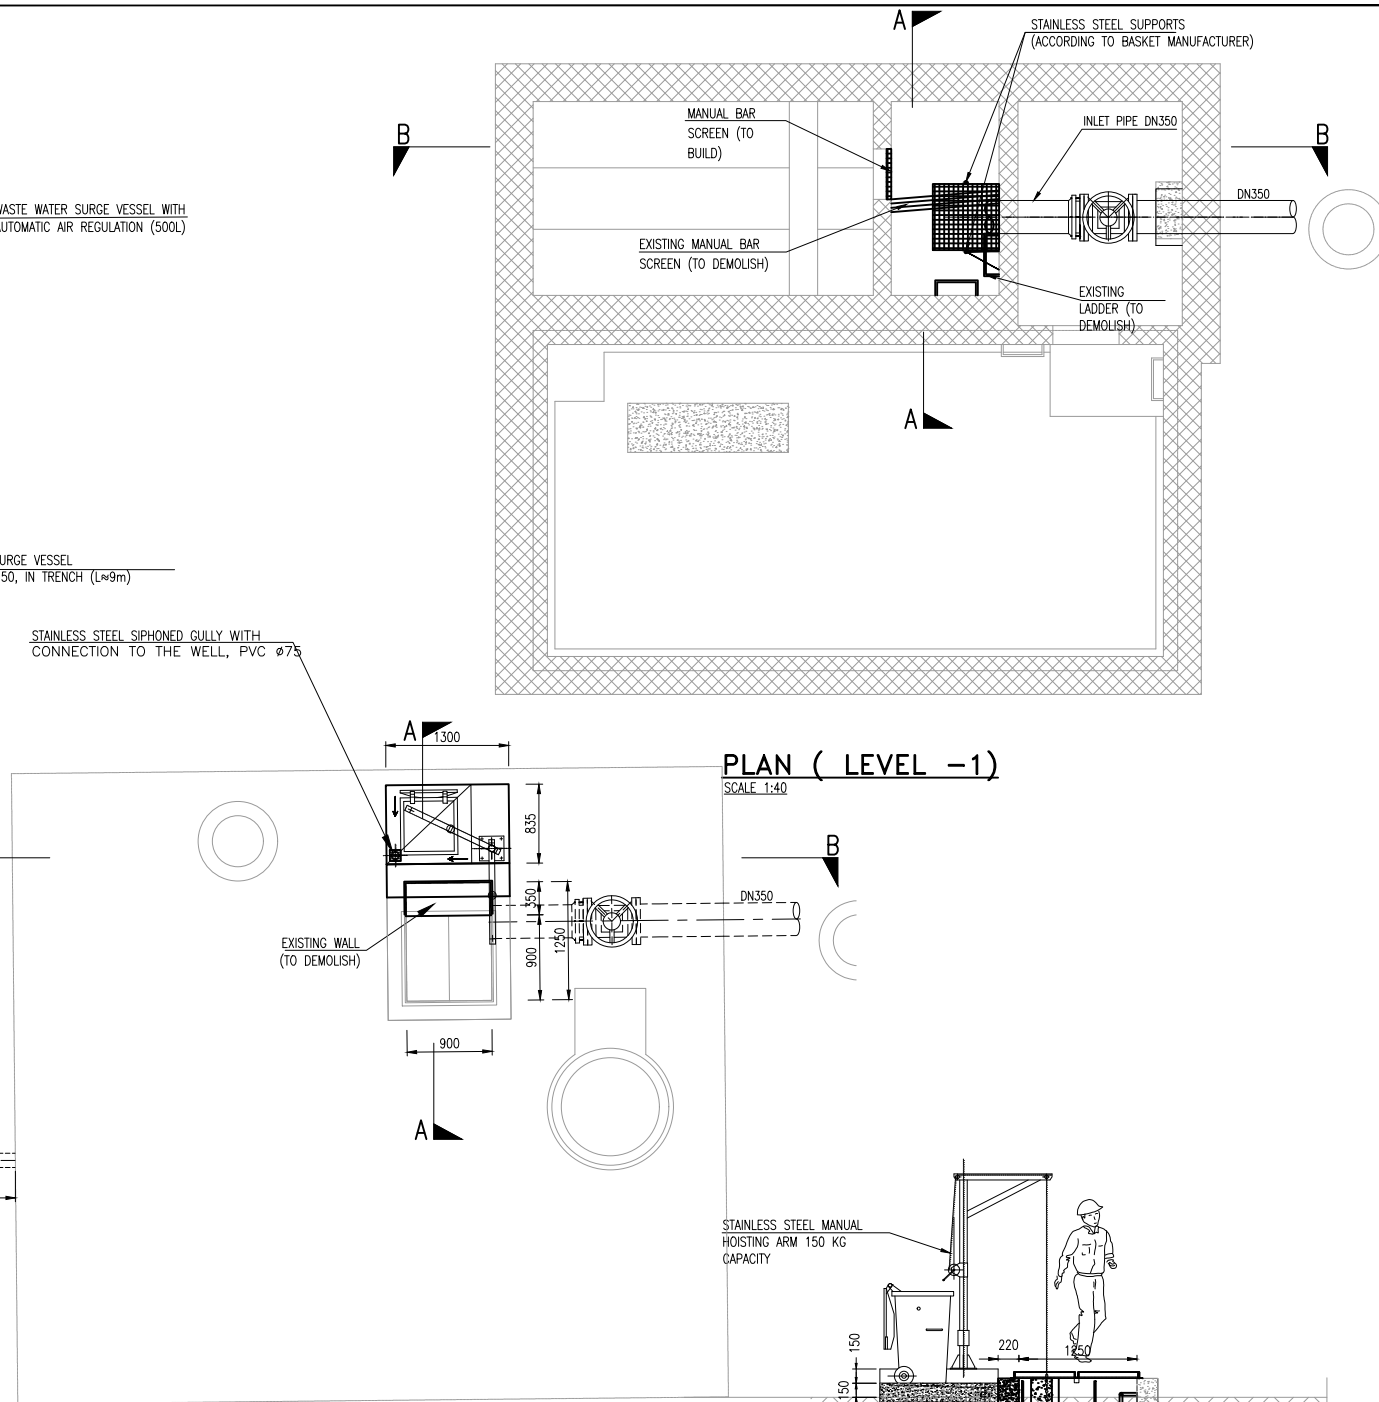 A
STAINLESS STEEL SUPPORTS
(ACCORDING TO BASKET MANUFACTURER)
MANUAL BAR
SCREEN (TO
BUILD)
INLET PIPE DN350
B
B
DN350
WASTE WATER SURGE VESSEL WITH
AUTOMATIC AIR REGULATION (500L)
EXISTING MANUAL BAR
SCREEN (TO DEMOLISH)
EXISTING
LADDER (TO
DEMOLISH)
A
URGE VESSEL
50, IN TRENCH (L≈9m)
STAINLESS STEEL SIPHONED GULLY WITH
CONNECTION TO THE WELL, PVC ø75
A
1300
PLAN ( LEVEL -1)
SCALE 1:40
835
B
350
DN350
EXISTING WALL
(TO DEMOLISH)
1250
900
900
A
STAINLESS STEEL MANUAL
HOISTING ARM 150 KG
CAPACITY
150
220
1250
150